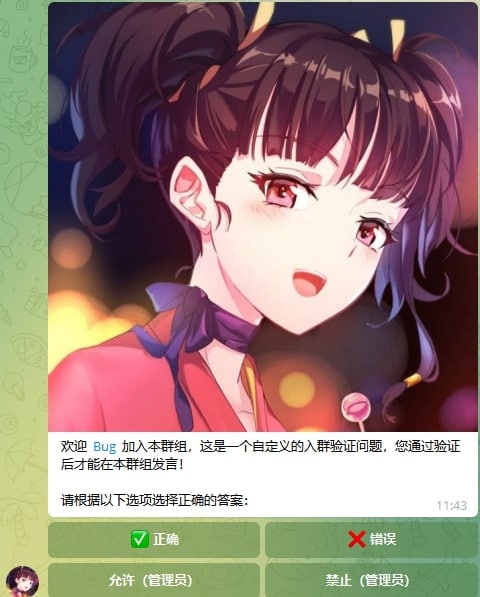 欢迎 Bug 加入本群组，这是一个自定义的入群验证问题，您通过验证
后才能在本群组发言！
请根据以下选项选择正确的答案：
11:43
✅ 正确
❌ 错误
允许（管理员）
禁止（管理员）